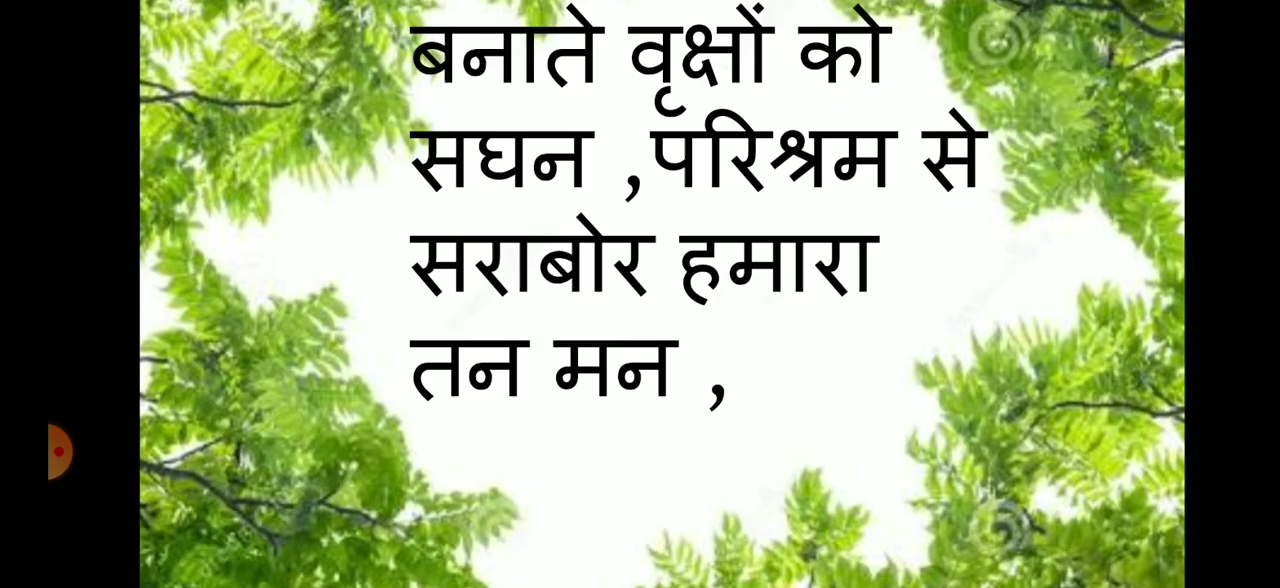 बनाते वृक्षों को
सघन ,परिश्रम से
सराबोर हमारा
तन मन ,